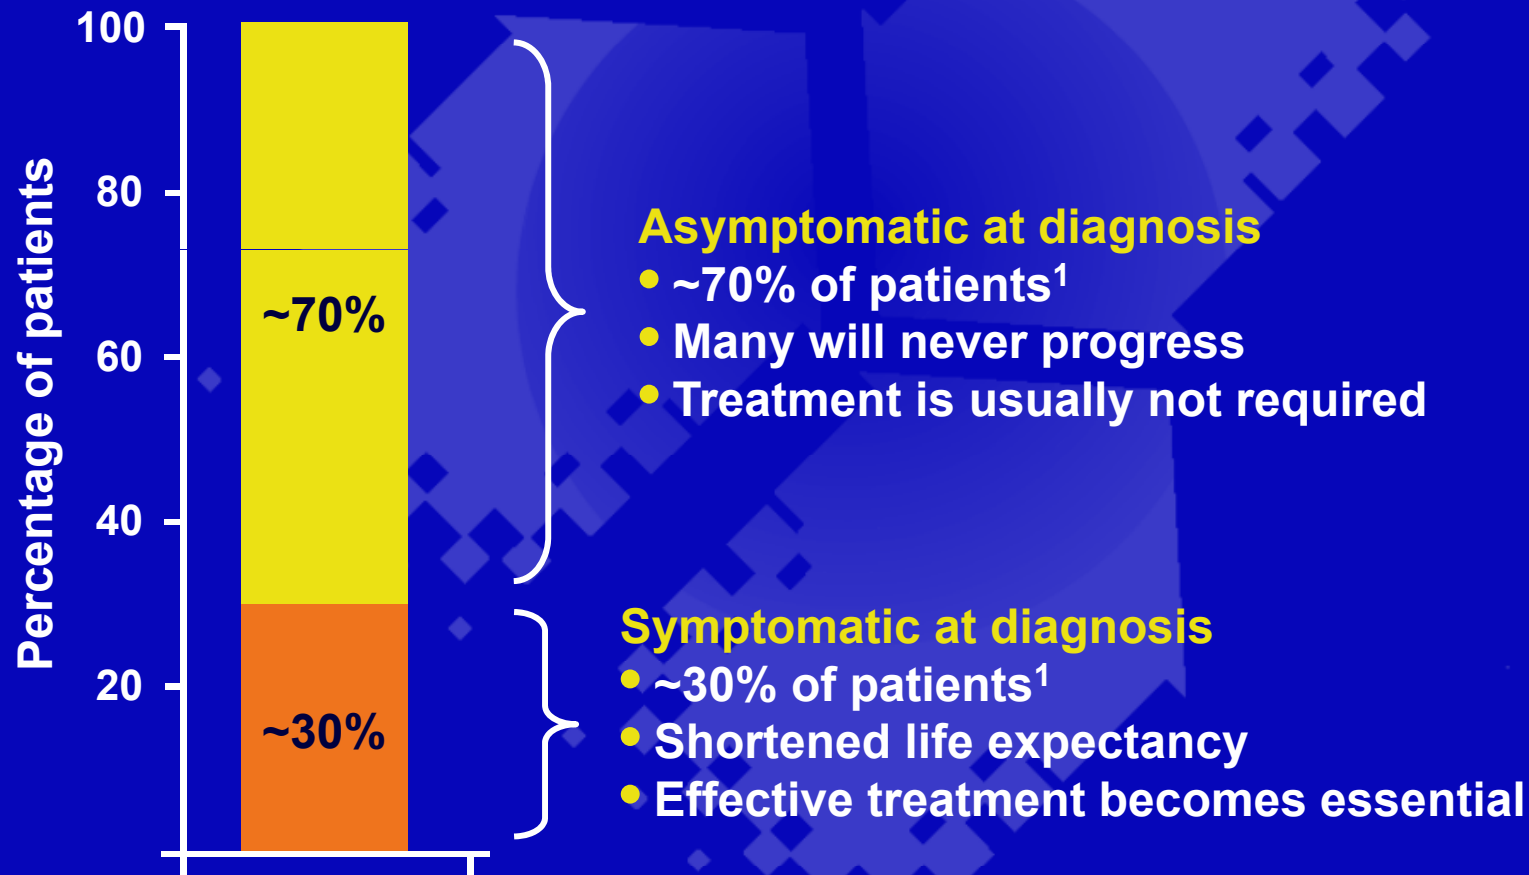 Percentage of patients
100
80
60
40
20
~70%
~30%
Asymptomatic at diagnosis
• ~70% of patients¹
• Many will never progress
• Treatment is usually not required
Symptomatic at diagnosis
• ~30% of patients¹
• Shortened life expectancy
• Effective treatment becomes essential